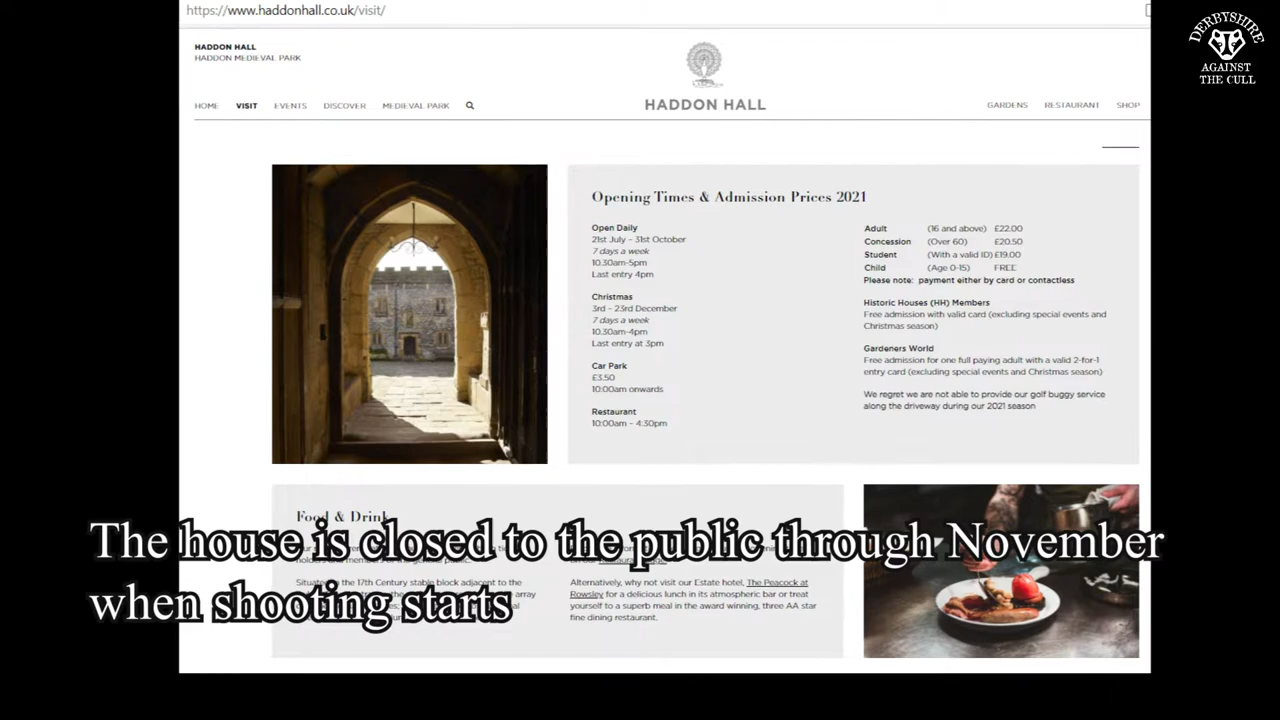 https://www.haddonhall.co.uk/visit/
DERBYSHIRE
AGAINST
THE CULL
HADDON HALL
HADDON MEDIEVAL PARK
HOME VISIT EVENTS DISCOVER MEDIEVAL PARK
HADDON HALL
GARDENS RESTAURANT SHOP
Opening Times & Admission Prices 2021
Open Daily
21st July – 31st October
7 days a week
10.30am-5pm
Last entry 4pm
Christmas
3rd – 23rd December
7 days a week
10.30am-4pm
Last entry at 3pm
Car Park
£3.50
10:00am onwards
Restaurant
10:00am – 4:30pm
Adult (16 and above) £22.00
Concession (Over 60) £20.50
Student (With a valid ID) £19.00
Child (Age 0-15) FREE
Please note: payment either by card or contactless
Historic Houses (HH) Members
Free admission with valid card (excluding special events and
Christmas season)
Gardeners World
Free admission for one full paying adult with a valid 2-for-1
entry card (excluding special events and Christmas season)
We regret we are not able to provide our golf buggy service
along the driveway during our 2021 season
Food & Drink
the 17th Century stable block adjacent to the
Alternatively, why not visit our Estate hotel, The Peacock at
Rowsley for a delicious lunch in its atmospheric bar or treat
yourself to a superb meal in the award winning, three AA star
fine dining restaurant.
The house is closed to the public through November
when shooting starts